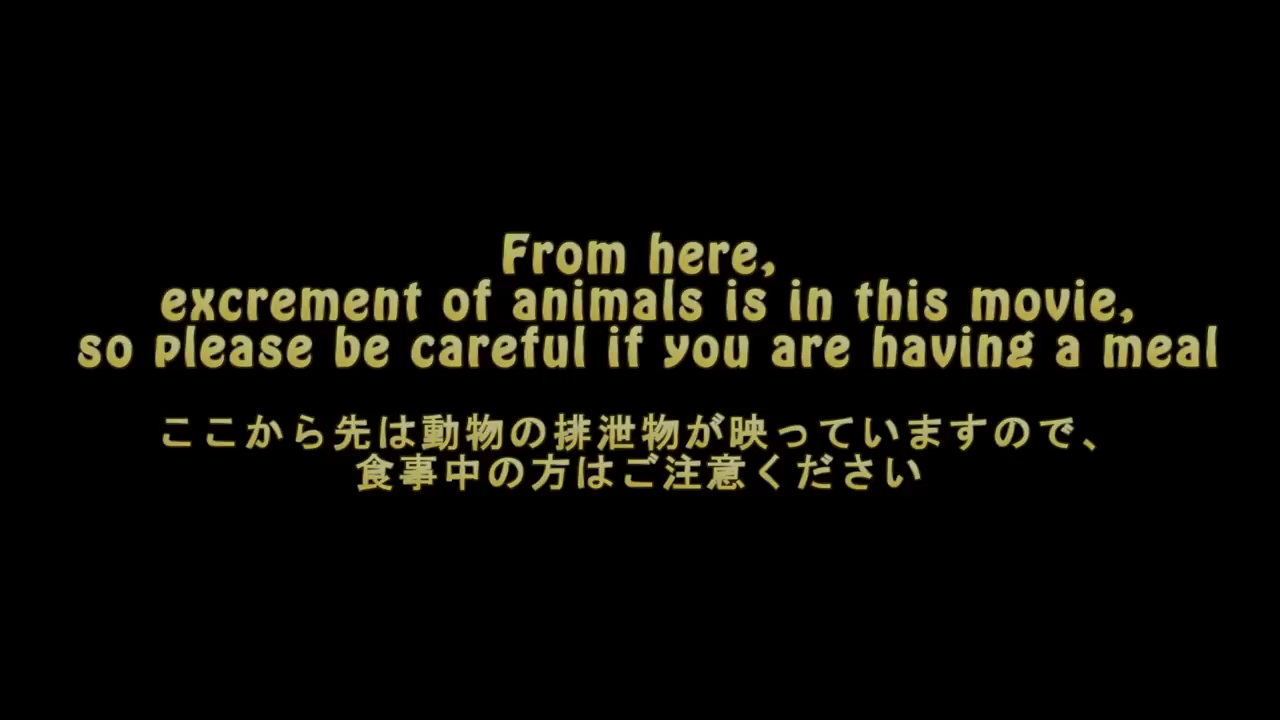 From here,
excrement of animals is in this movie,
so please be careful if you are having a meal
ここから先は動物の排泄物が映っていますので、
食事中の方はご注意ください